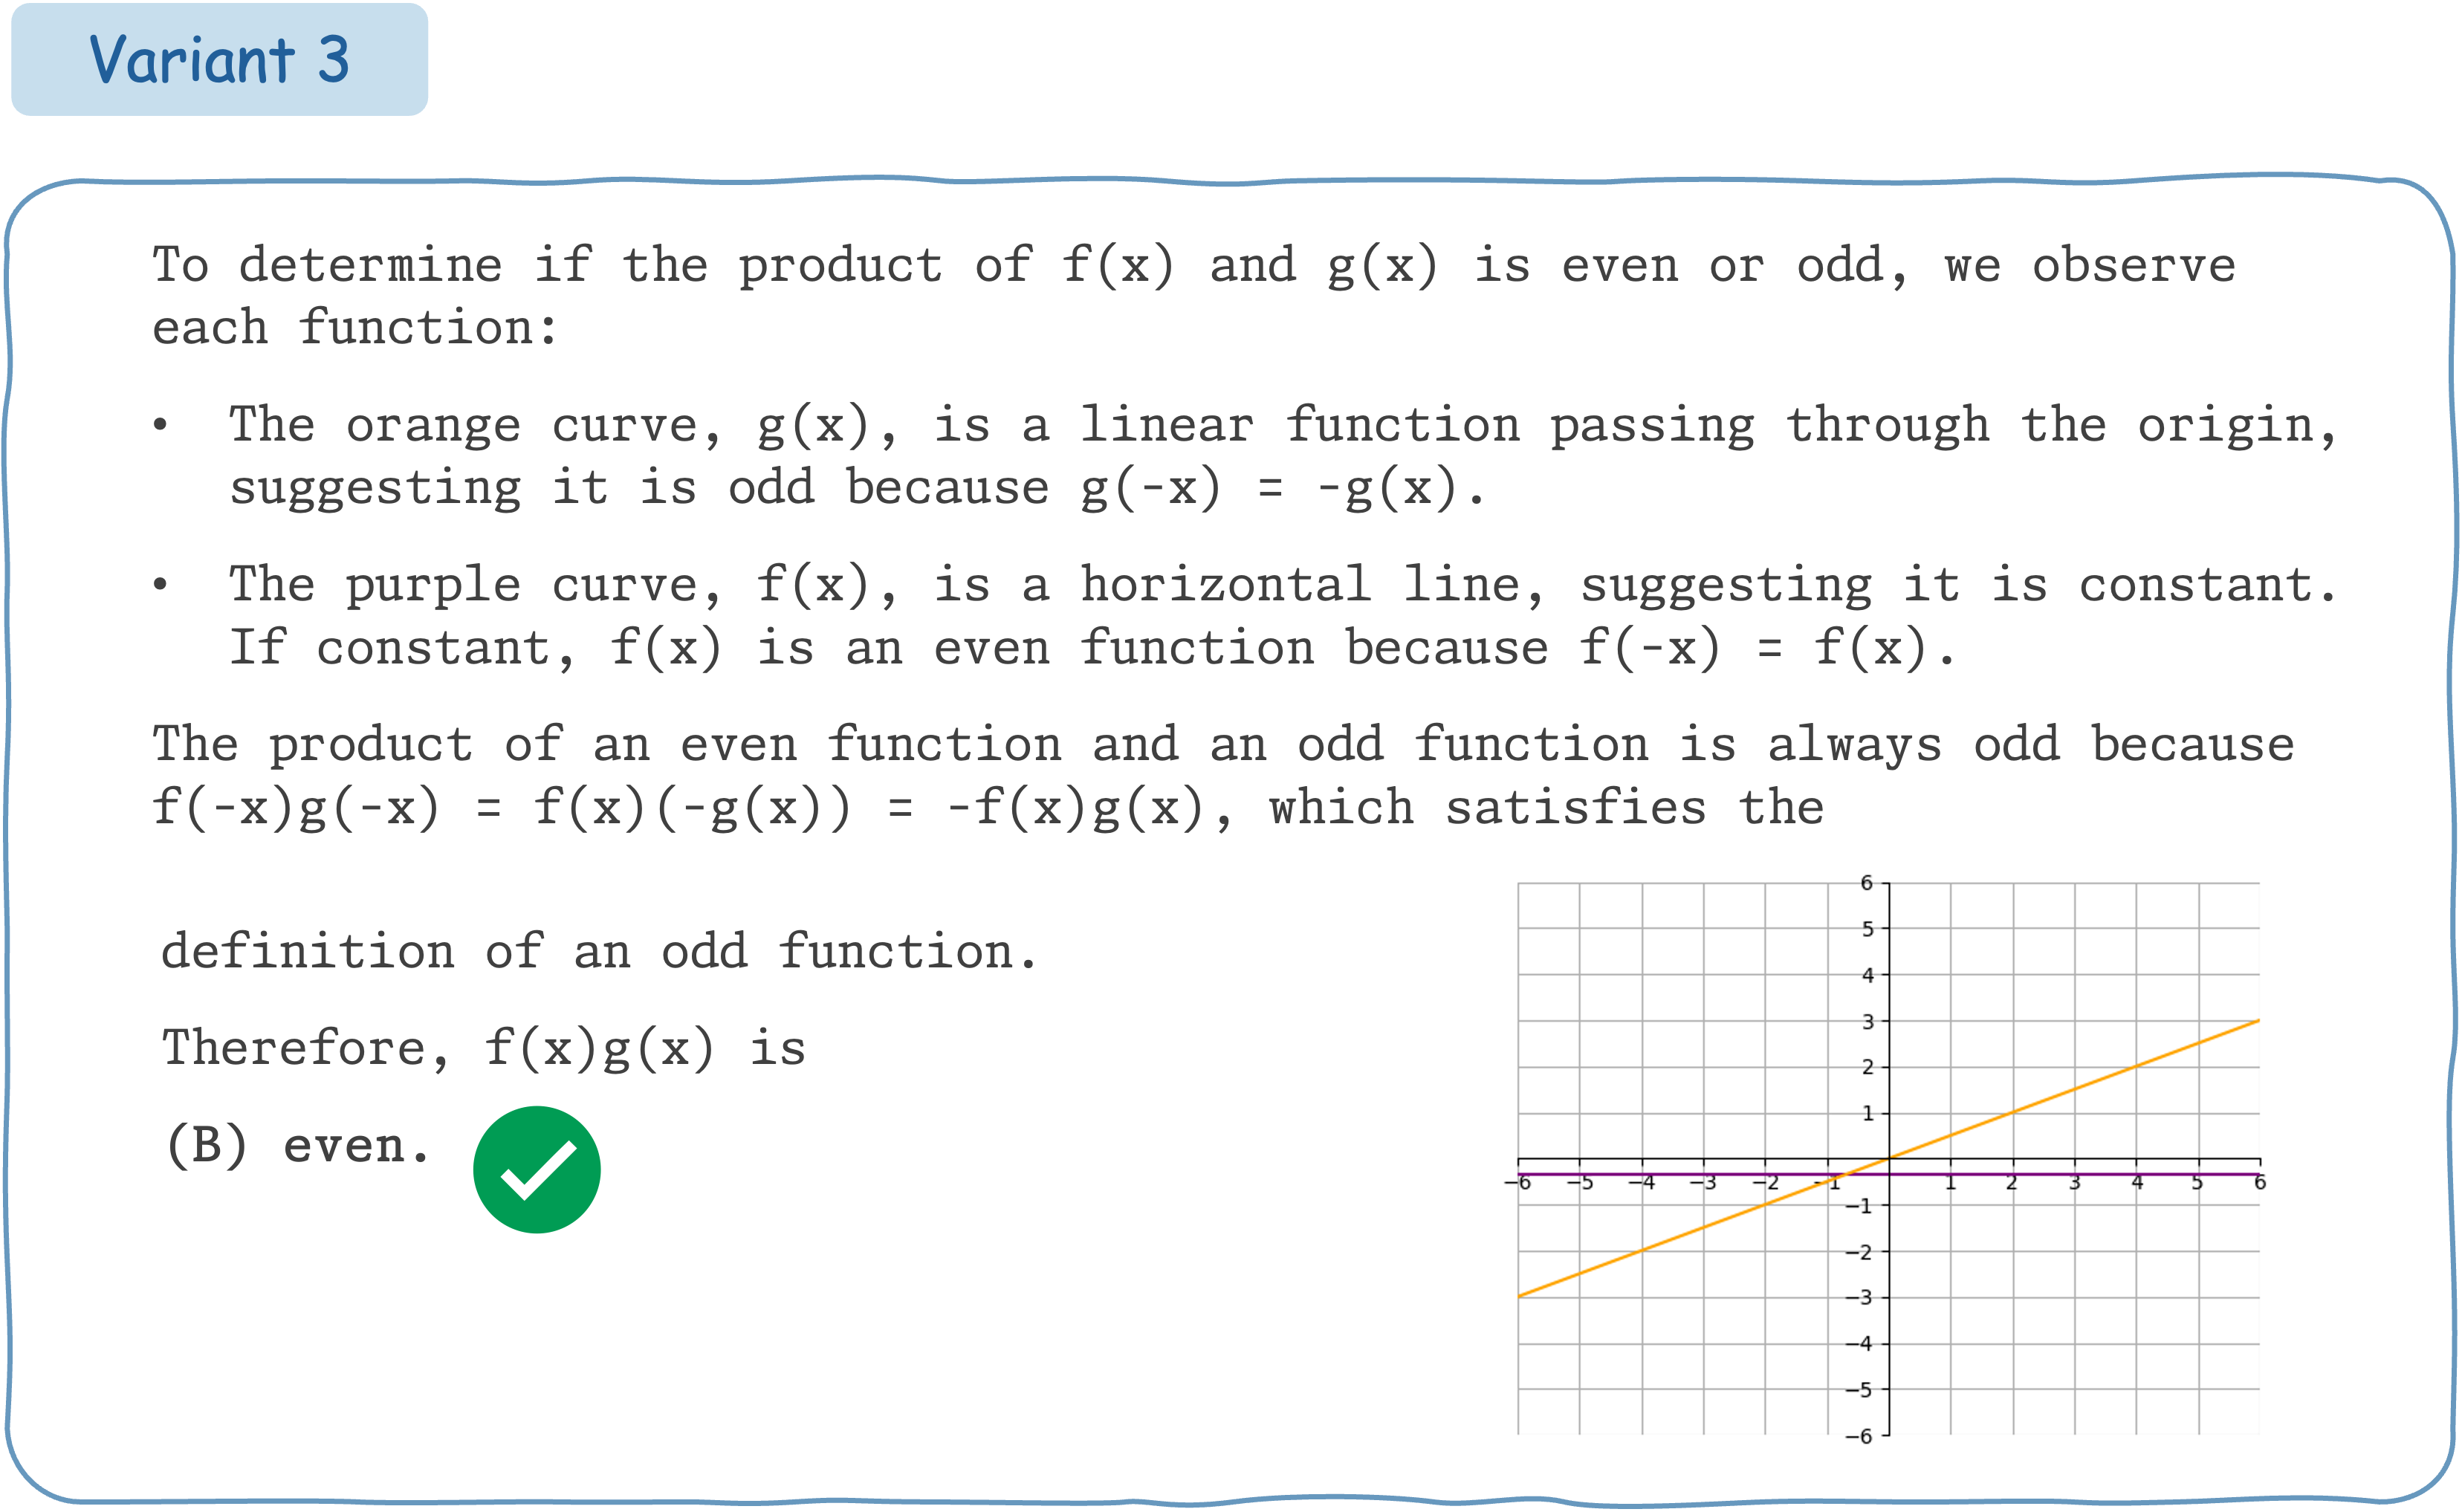 Variant 3
To determine if the product of f(x) and g(x) is even or odd, we observe
each function:
• The orange curve, g(x), is a linear function passing through the origin,
suggesting it is odd because g(-x) = -g(x).
• The purple curve, f(x), is a horizontal line, suggesting it is constant.
If constant, f(x) is an even function because f(-x) = f(x).
The product of an even function and an odd function is always odd because
f(-x)g(-x) = f(x)(-g(x)) = -f(x)g(x), which satisfies the
definition of an odd function.
Therefore, f(x)g(x) is
(B) even.
6
5
4
3
2
1
−6 −5 −4 −3 −2 −1 1 2 3 4 5 6
−1
−2
−3
−4
−5
−6